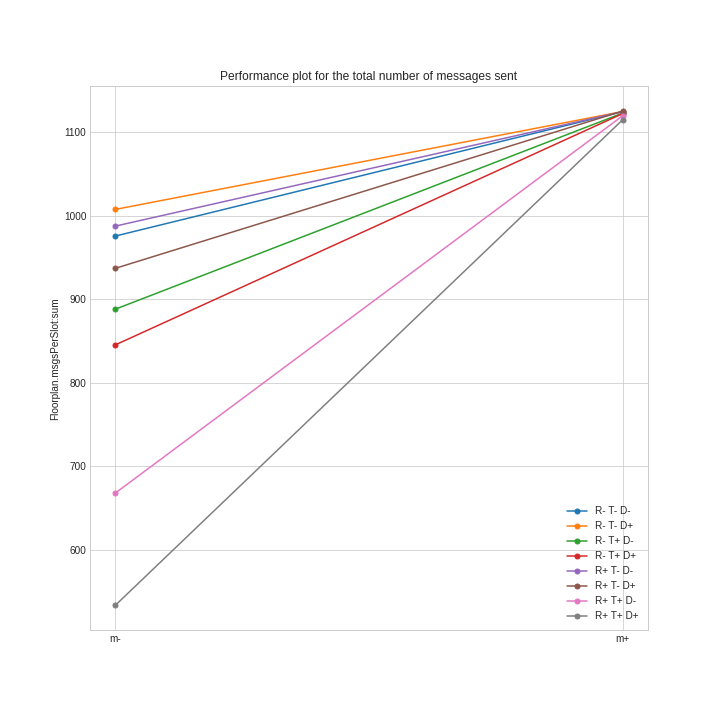 Performance plot for the total number of messages sent
Floorplan.msgsPerSlot:sum
1100
1000
900
800
700
600
m-
m+
R- T- D-
R- T- D+
R- T+ D-
R- T+ D+
R+ T- D-
R+ T- D+
R+ T+ D-
R+ T+ D+